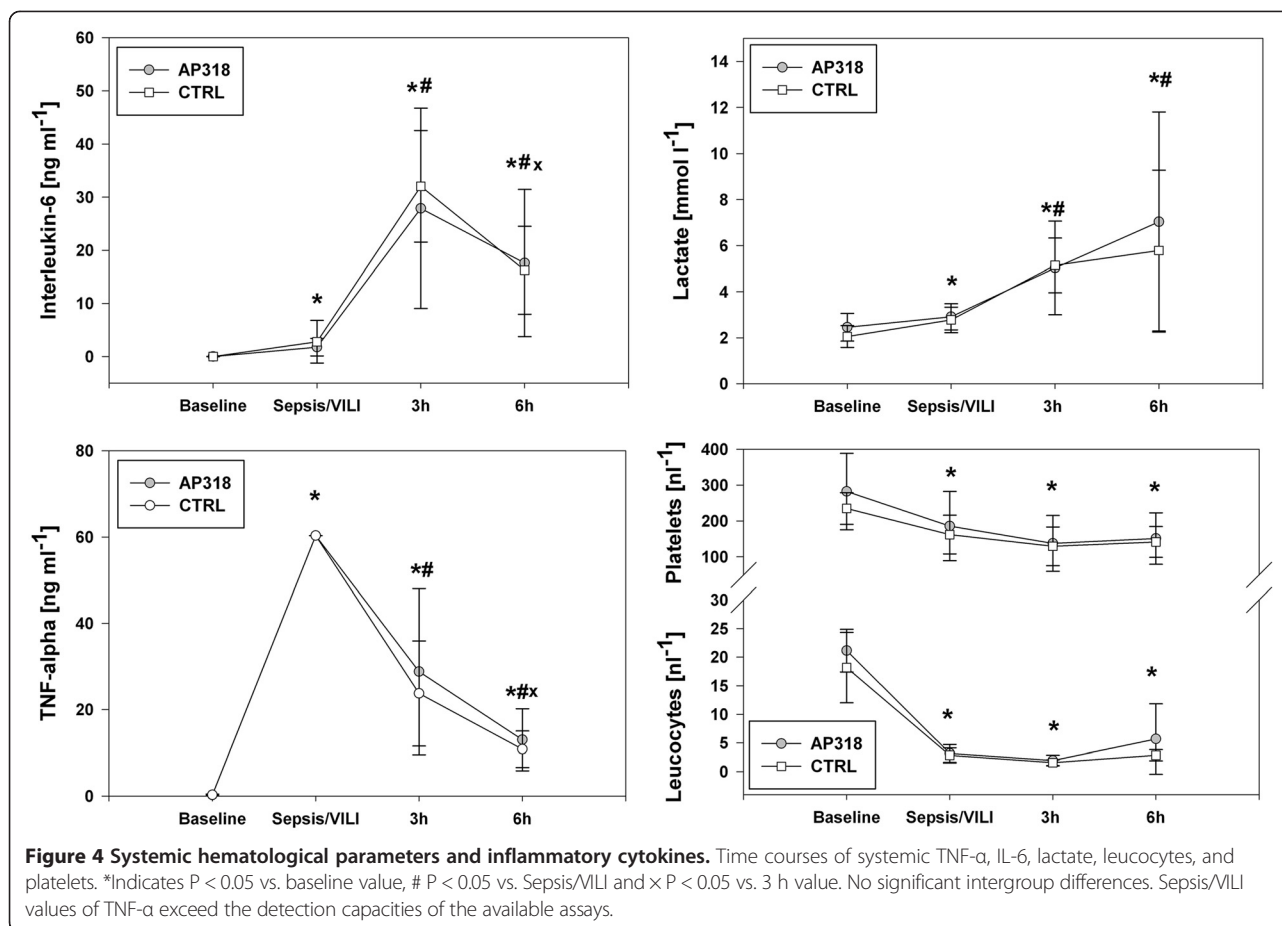 AP318
CTRL
Interleukin-6 [ng ml-1]
60
50
40
30
20
10
0
*
*#
*#x
Baseline Sepsis/VILI 3h 6h
AP318
CTRL
Lactate [mmol l-1]
14
12
10
8
6
4
2
0
*
*#
*#
Baseline Sepsis/VILI 3h 6h
AP318
CTRL
TNF-alpha [ng ml-1]
80
60
40
20
0
*
*#
*#x
Baseline Sepsis/VILI 3h 6h
Platelets [nl-1]
400
300
200
100
* * *
Leucocytes [nl-1]
30
25
20
15
10
5
0
* * *
AP318
CTRL
Baseline Sepsis/VILI 3h 6h
Figure 4 Systemic hematological parameters and inflammatory cytokines. Time courses of systemic TNF-α, IL-6, lactate, leucocytes, and
platelets. *Indicates P < 0.05 vs. baseline value, # P < 0.05 vs. Sepsis/VILI and × P < 0.05 vs. 3 h value. No significant intergroup differences. Sepsis/VILI
values of TNF-α exceed the detection capacities of the available assays.